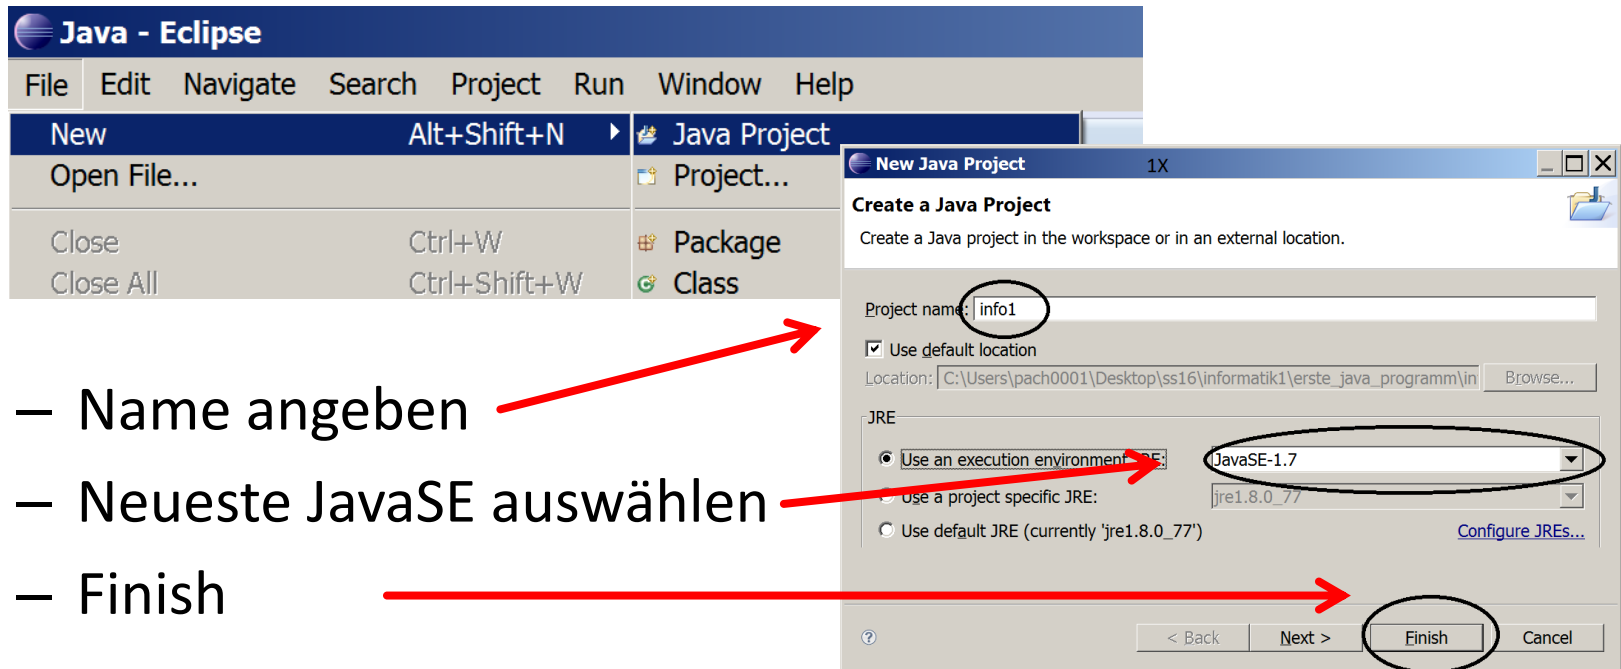 Java - Eclipse
File Edit Navigate Search Project Run Window Help
New Alt+Shift+N Java Project
Open File... Project...
Close Ctrl+W Package
Close All Ctrl+Shift+W Class
New Java Project 1X
Create a Java Project
Create a Java project in the workspace or in an external location.
Project name: info1
Use default location
Location: C:\Users\pach0001\Desktop\ss16\informatik1\erste_java_programm\in Browse...
JRE
Use an execution environment JRE: JavaSE-1.7
Use a project specific JRE: jre1.8.0_77
Use default JRE (currently 'jre1.8.0_77') Configure JREs...
< Back Next > Finish Cancel
– Name angeben
– Neueste JavaSE auswählen
– Finish